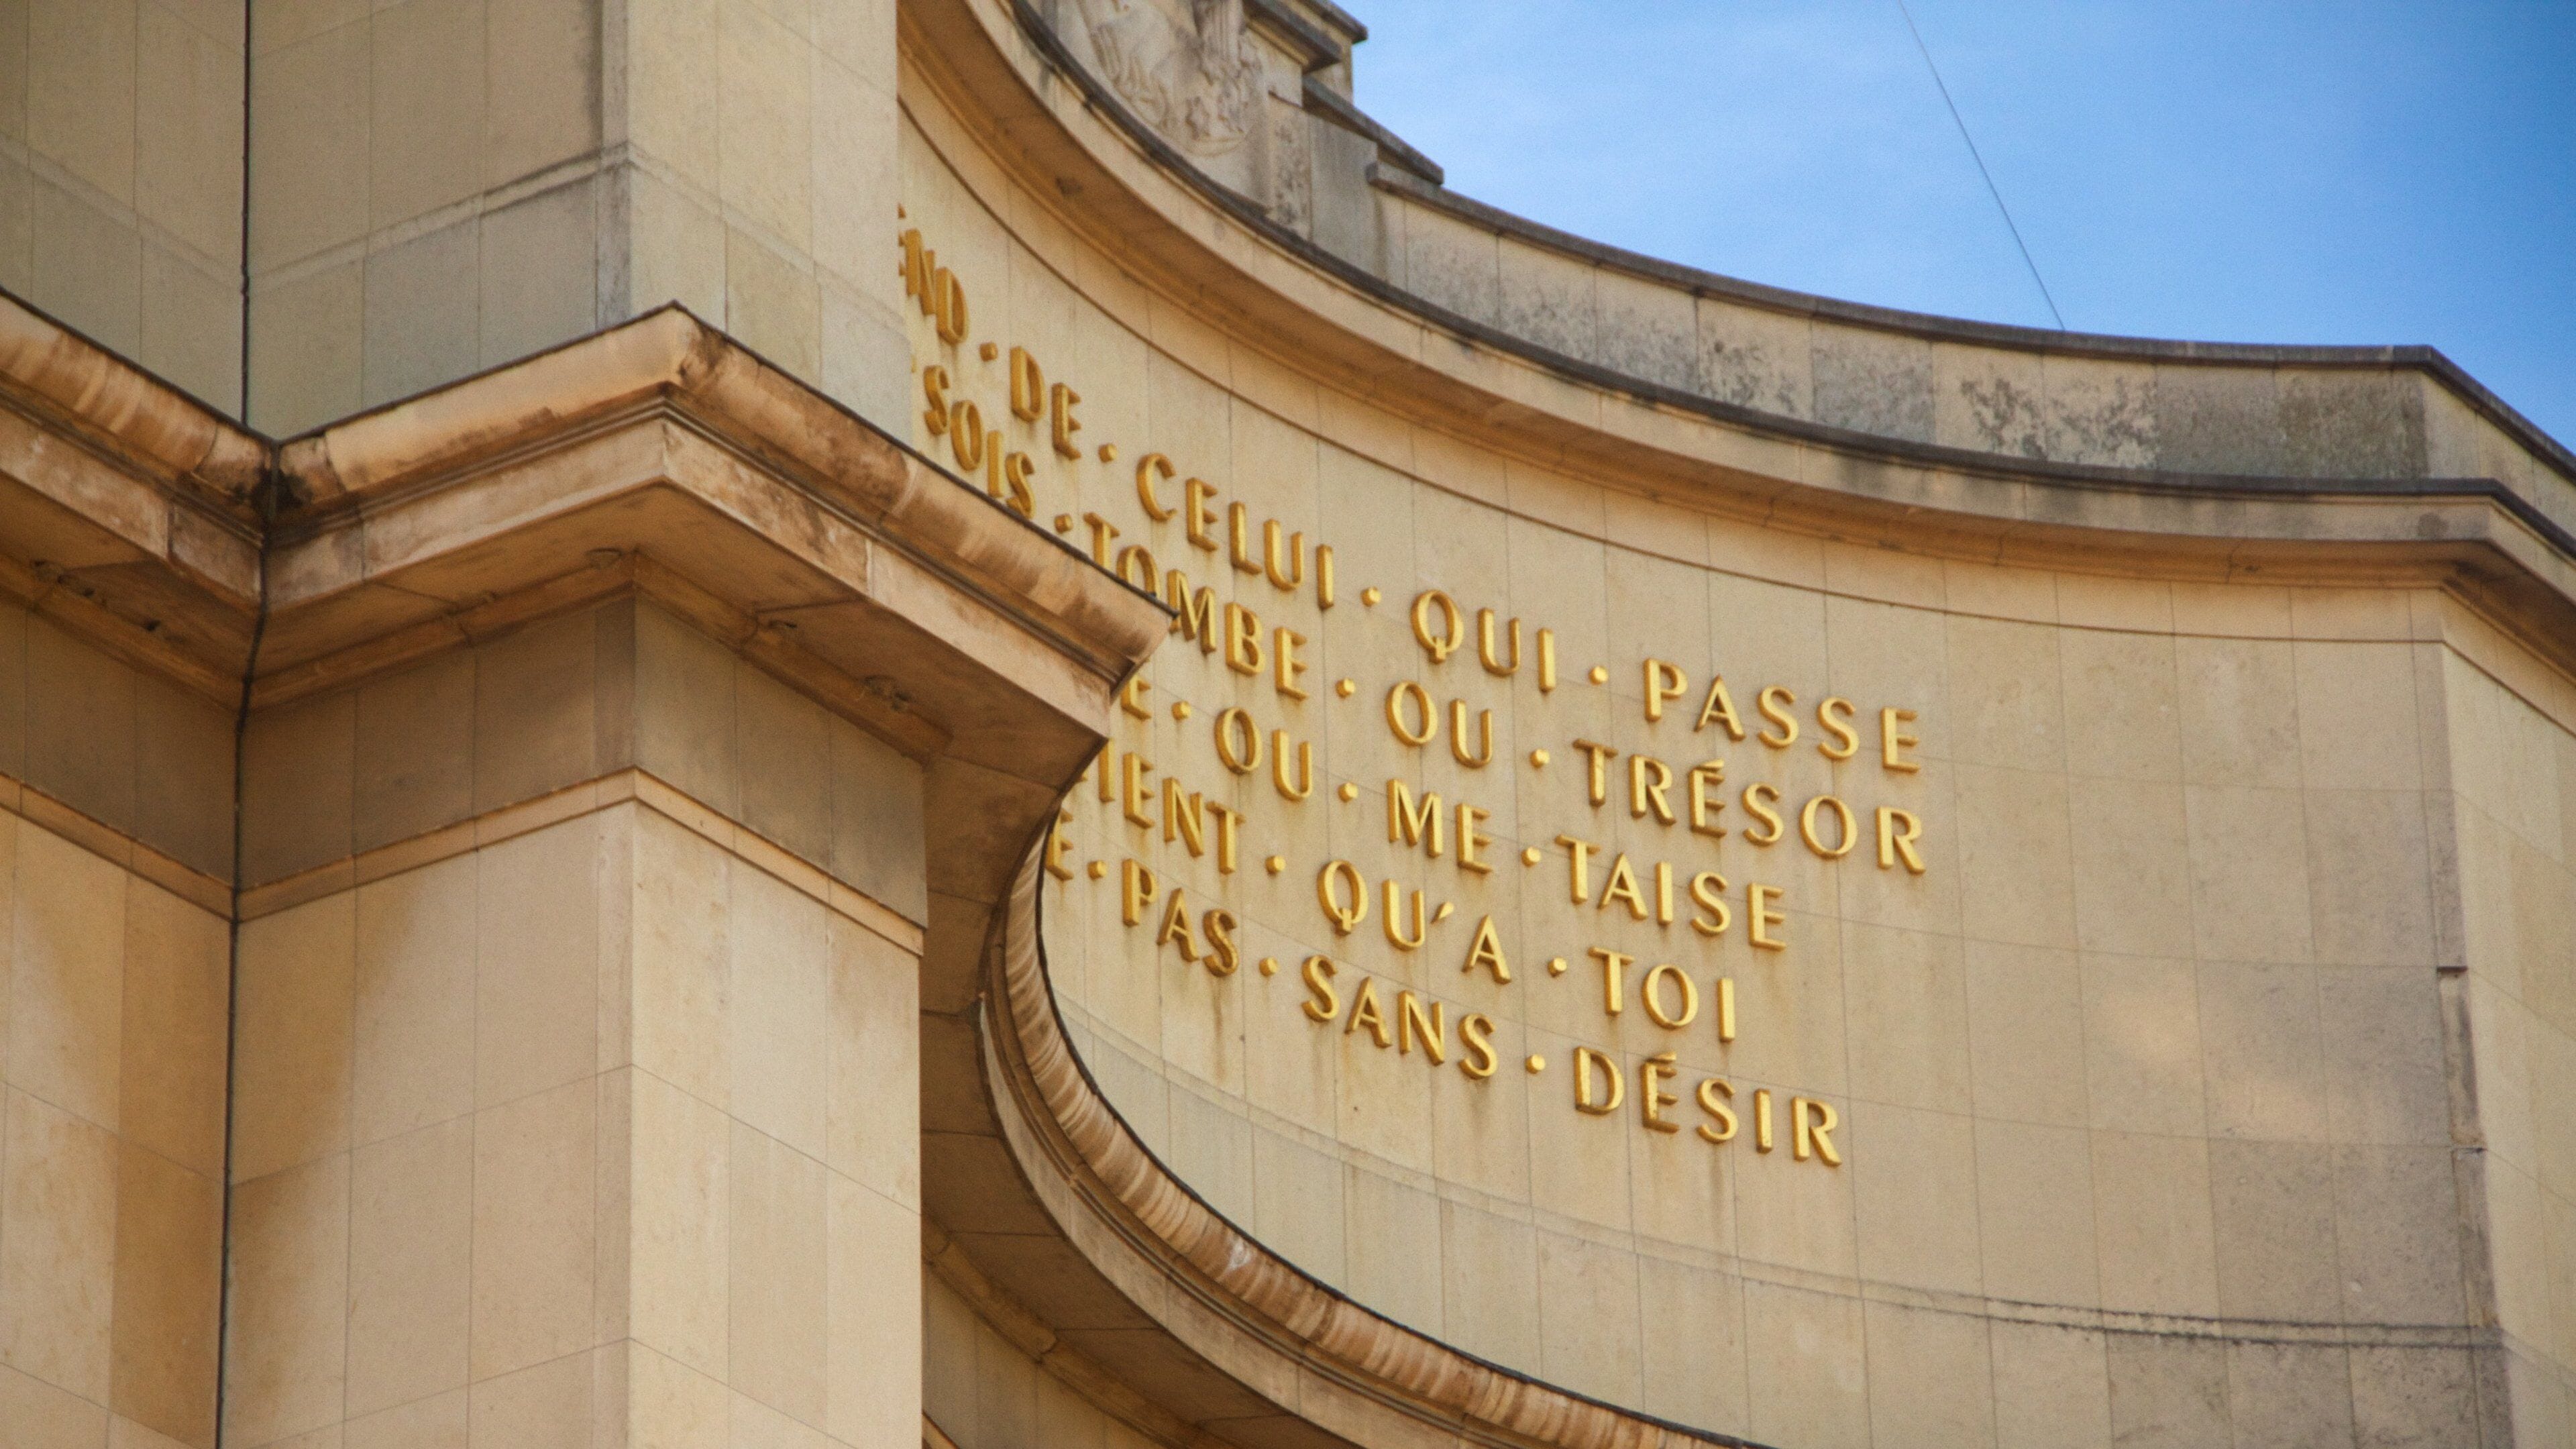 DE · CELUI · QUI · PASSE
SOIS · TOMBE · OU · TRÉSOR
OU · ME · TAISE
QU'A · TOI
PAS · SANS · DÉSIR